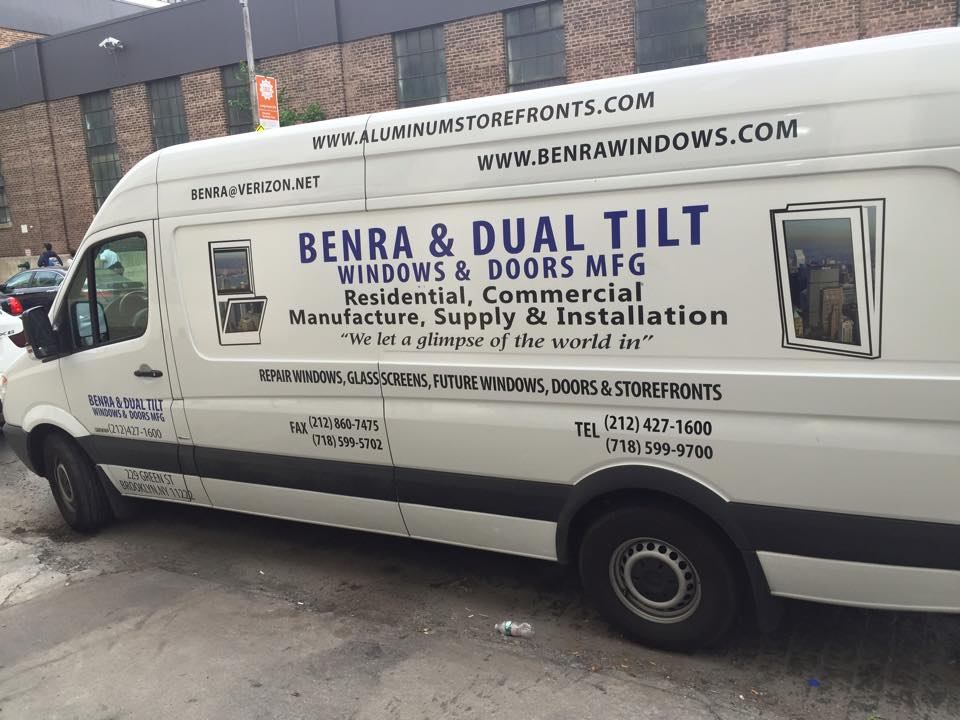 WWW.ALUMINUMSTOREFRONTS.COM
WWW.BENRAWINDOWS.COM
BENRA@VERIZON.NET
BENRA & DUAL TILT
WINDOWS & DOORS MFG
Residential, Commercial
Manufacture, Supply & Installation
“We let a glimpse of the world in”
REPAIR WINDOWS, GLASS SCREENS, FUTURE WINDOWS, DOORS & STOREFRONTS
FAX (212) 860-7475
(718) 599-5702
TEL (212) 427-1600
(718) 599-9700
BENRA & DUAL TILT
WINDOWS & DOORS MFG
(212)427-1600
229 GREEN ST
BROOKLYN,NY 11222